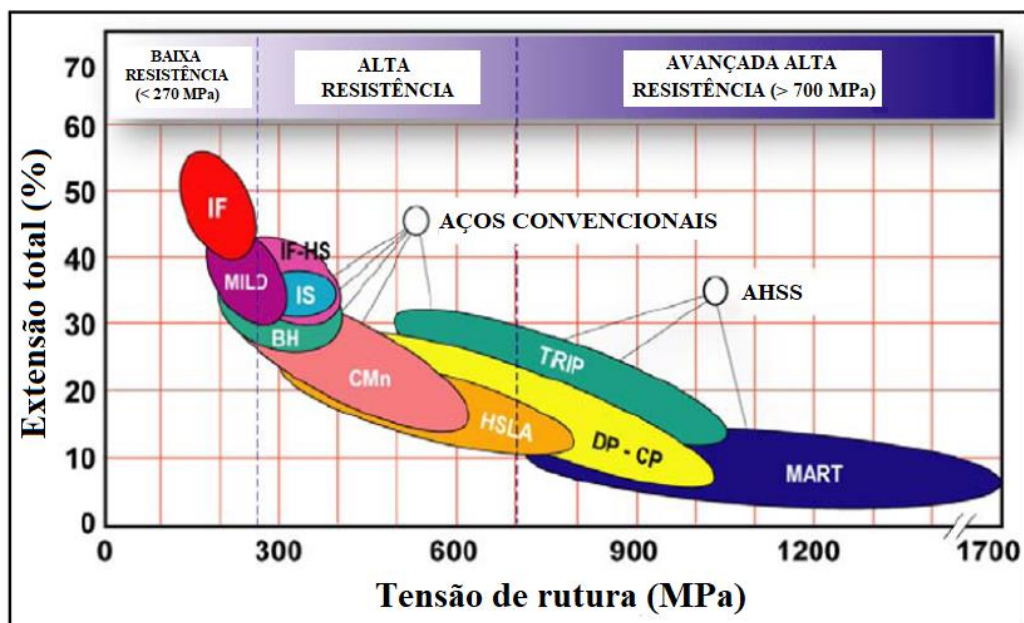 BAIXA
RESISTÊNCIA
(< 270 MPa)
ALTA
RESISTÊNCIA
AVANÇADA ALTA
RESISTÊNCIA (> 700 MPa)
Extensão total (%)
70
60
50
40
30
20
10
0
IF
IF-HS
MILD
IS
BH
CMn
HSLA
TRIP
DP - CP
MART
AÇOS CONVENCIONAIS
AHSS
0
300
600
900
1200
1700
Tensão de rutura (MPa)